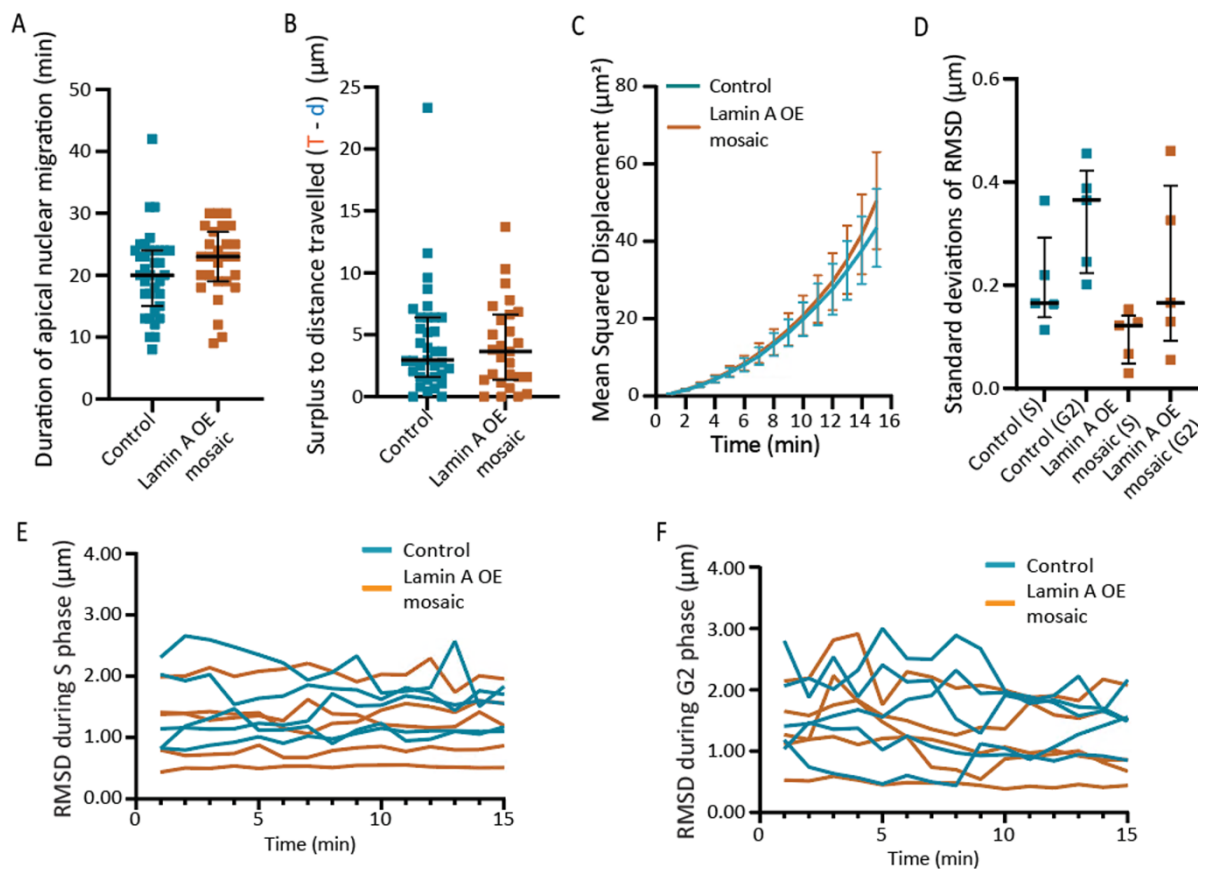 A
Duration of apical nuclear migration (min)
50
40
30
20
10
0
Control
Lamin A OE
mosaic
B
Surplus to distance travelled (T - d) (µm)
25
20
15
10
5
0
Control
Lamin A OE
mosaic
C
Mean Squared Displacement (µm²)
80
60
40
20
0
0 2 4 6 8 10 12 14 16
Time (min)
Control
Lamin A OE
mosaic
D
Standard deviations of RMSD (µm)
0.6
0.4
0.2
0.0
Control (S)
Control (G2)
Lamin A OE
mosaic (S)
Lamin A OE
mosaic (G2)
E
RMSD during S phase (µm)
4.00
3.00
2.00
1.00
0.00
0 5 10 15
Time (min)
Control
Lamin A OE
mosaic
F
RMSD during G2 phase (µm)
4.00
3.00
2.00
1.00
0.00
0 5 10 15
Time (min)
Control
Lamin A OE
mosaic